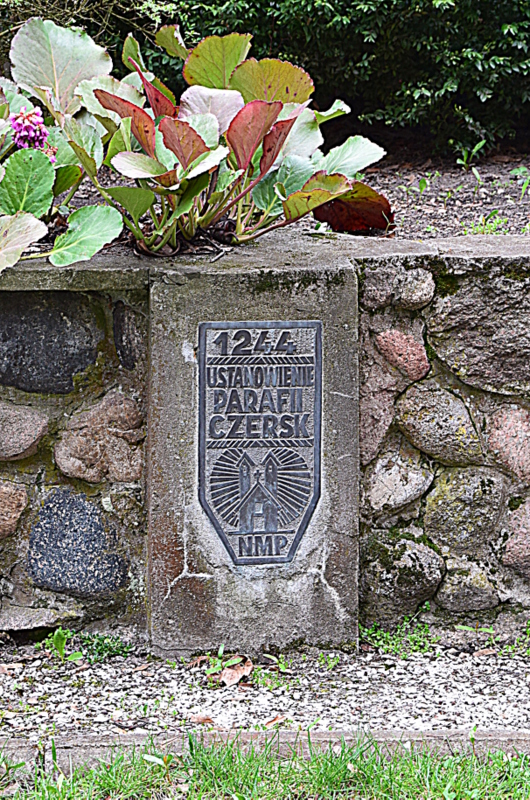 1244
USTANOWIENIE
PARAFII
CZERSK
NMP